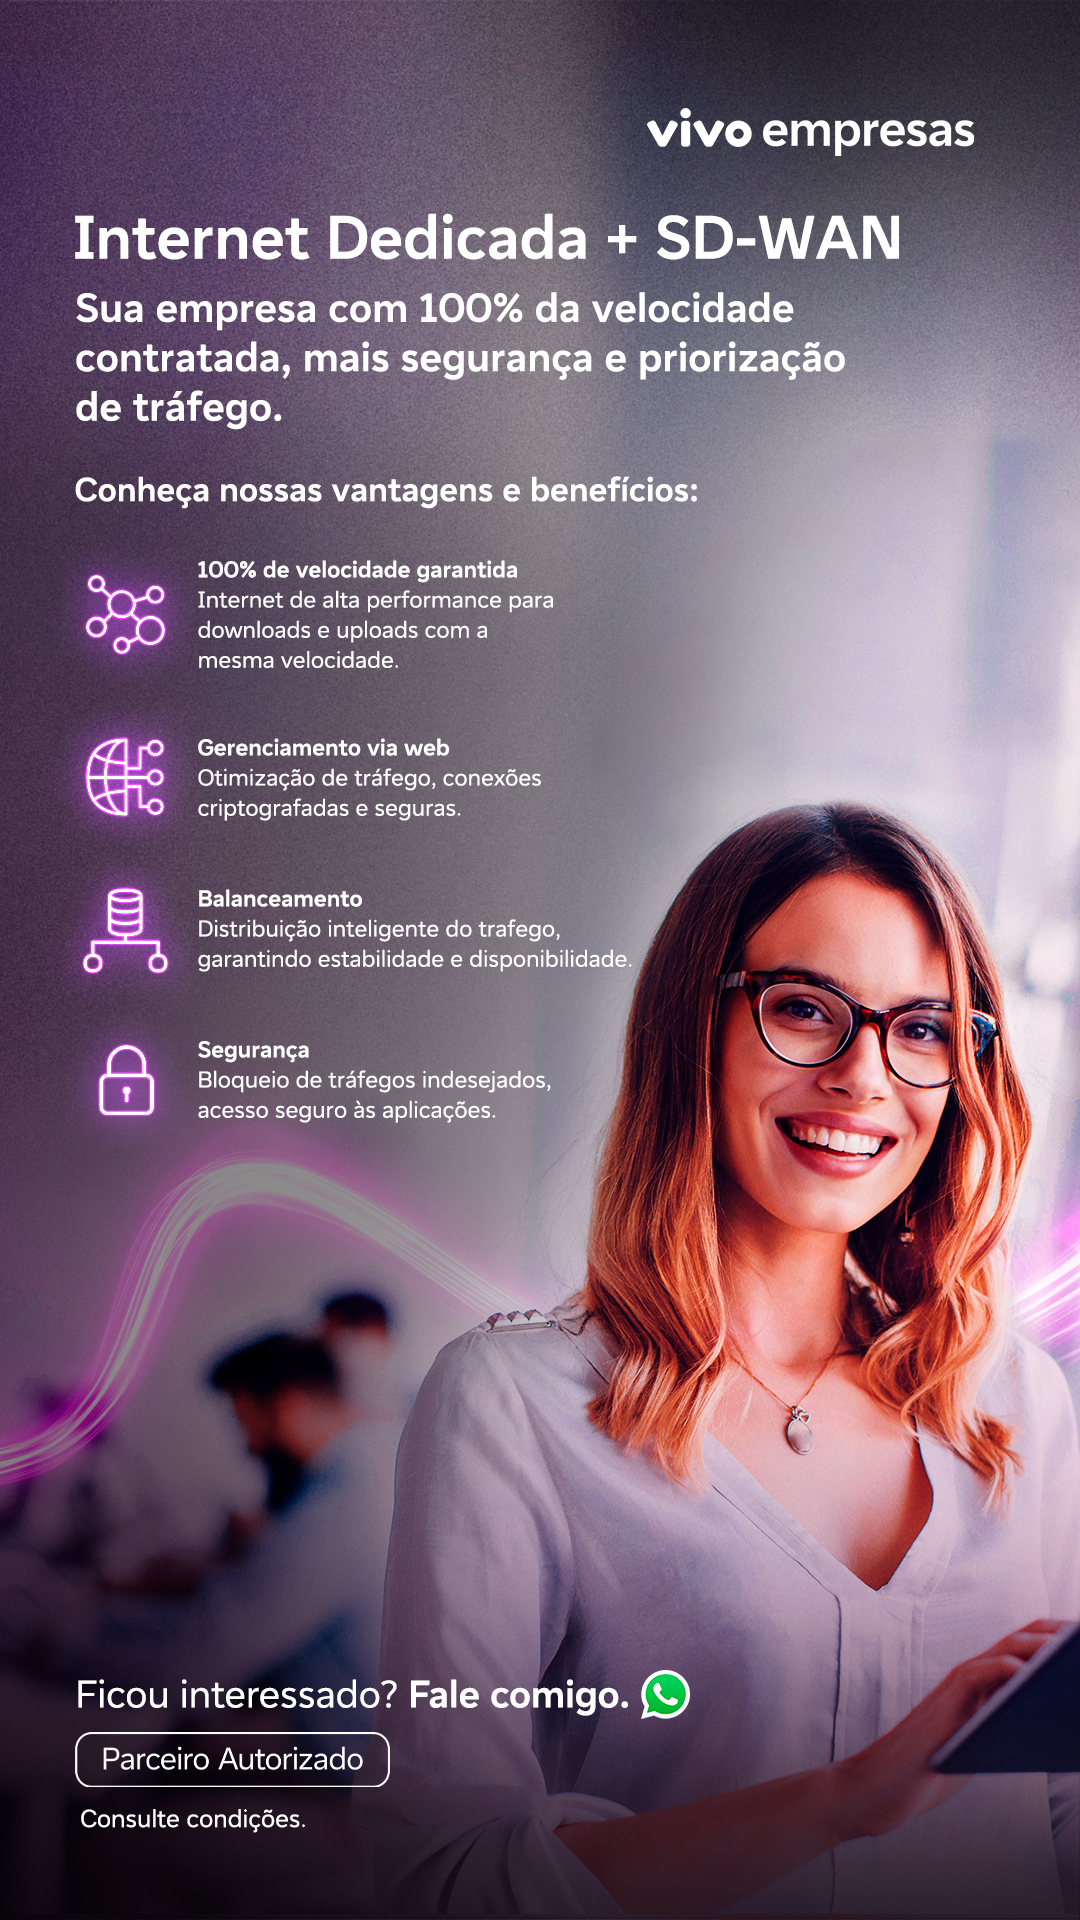 vivo empresas
Internet Dedicada + SD-WAN
Sua empresa com 100% da velocidade
contratada, mais segurança e priorização
de tráfego.
Conheça nossas vantagens e benefícios:
100% de velocidade garantida
Internet de alta performance para
downloads e uploads com a
mesma velocidade.
Gerenciamento via web
Otimização de tráfego, conexões
criptografadas e seguras.
Balanceamento
Distribuição inteligente do trafego,
garantindo estabilidade e disponibilidade.
Segurança
Bloqueio de tráfegos indesejados,
acesso seguro às aplicações.
Ficou interessado? Fale comigo.
Parceiro Autorizado
Consulte condições.